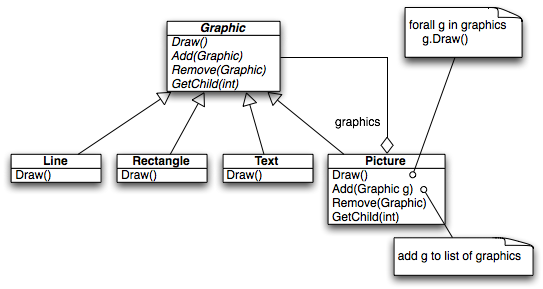 Graphic
Draw()
Add(Graphic)
Remove(Graphic)
GetChild(int)
forall g in graphics
g.Draw()
graphics
Line
Draw()
Rectangle
Draw()
Text
Draw()
Picture
Draw()
Add(Graphic g)
Remove(Graphic)
GetChild(int)
add g to list of graphics